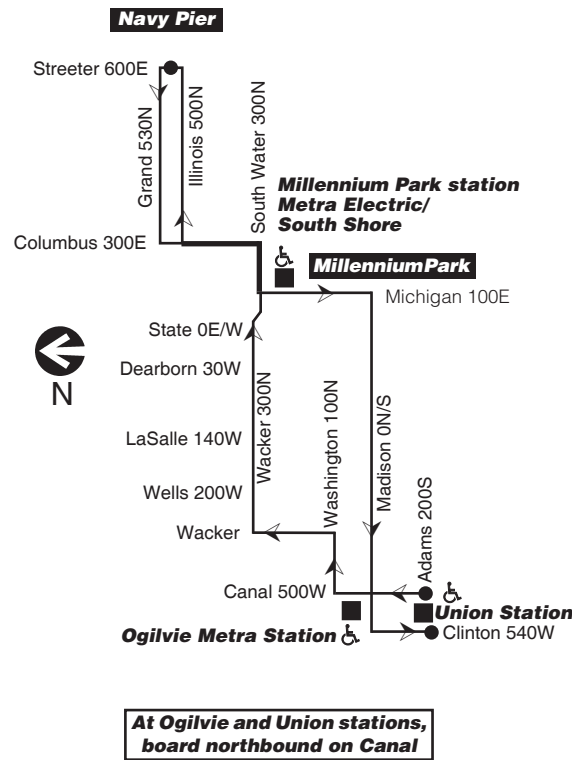 Navy Pier
Streeter 600E
Grand 530N
Illinois 500N
South Water 300N
Millennium Park station
Metra Electric/
South Shore
Columbus 300E
MillenniumPark
Michigan 100E
State 0E/W
N
Dearborn 30W
Wacker 300N
Washington 100N
Madison 0N/S
LaSalle 140W
Wells 200W
Adams 200S
Wacker
Canal 500W
Union Station
Ogilvie Metra Station
Clinton 540W
At Ogilvie and Union stations,
board northbound on Canal